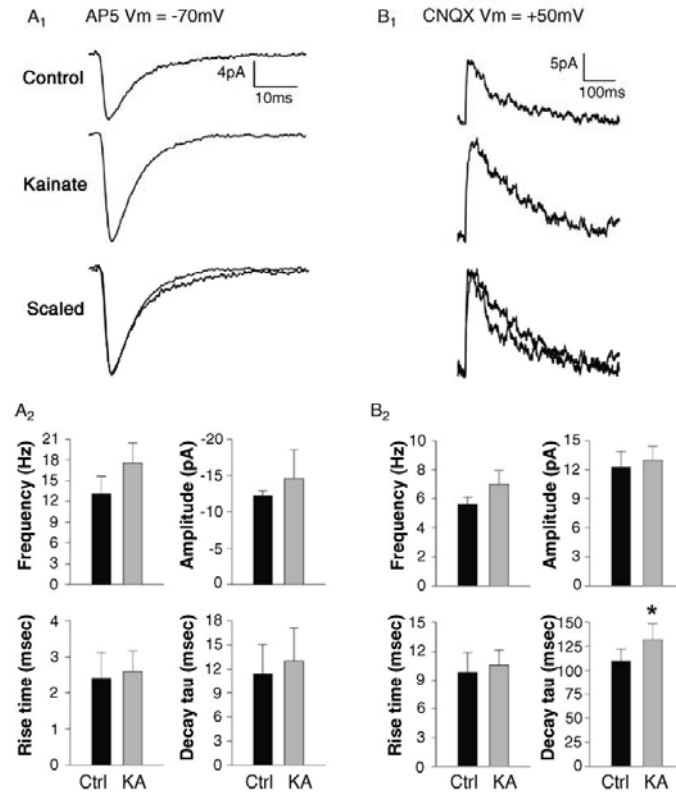 A1 AP5 Vm = -70mV
B1 CNQX Vm = +50mV
Control
4pA
10ms
5pA
100ms
Kainate
Scaled
A2
Frequency (Hz)
21
18
15
12
9
6
3
0
Amplitude (pA)
-20
-15
-10
-5
0
Rise time (msec)
4
3
2
1
0
Ctrl KA
Decay tau (msec)
18
15
12
9
6
3
0
Ctrl KA
B2
Frequency (Hz)
10
8
6
4
2
0
Amplitude (pA)
15
12
9
6
3
0
Rise time (msec)
15
12
9
6
3
0
Ctrl KA
Decay tau (msec)
150
125
100
75
50
25
0
*
Ctrl KA